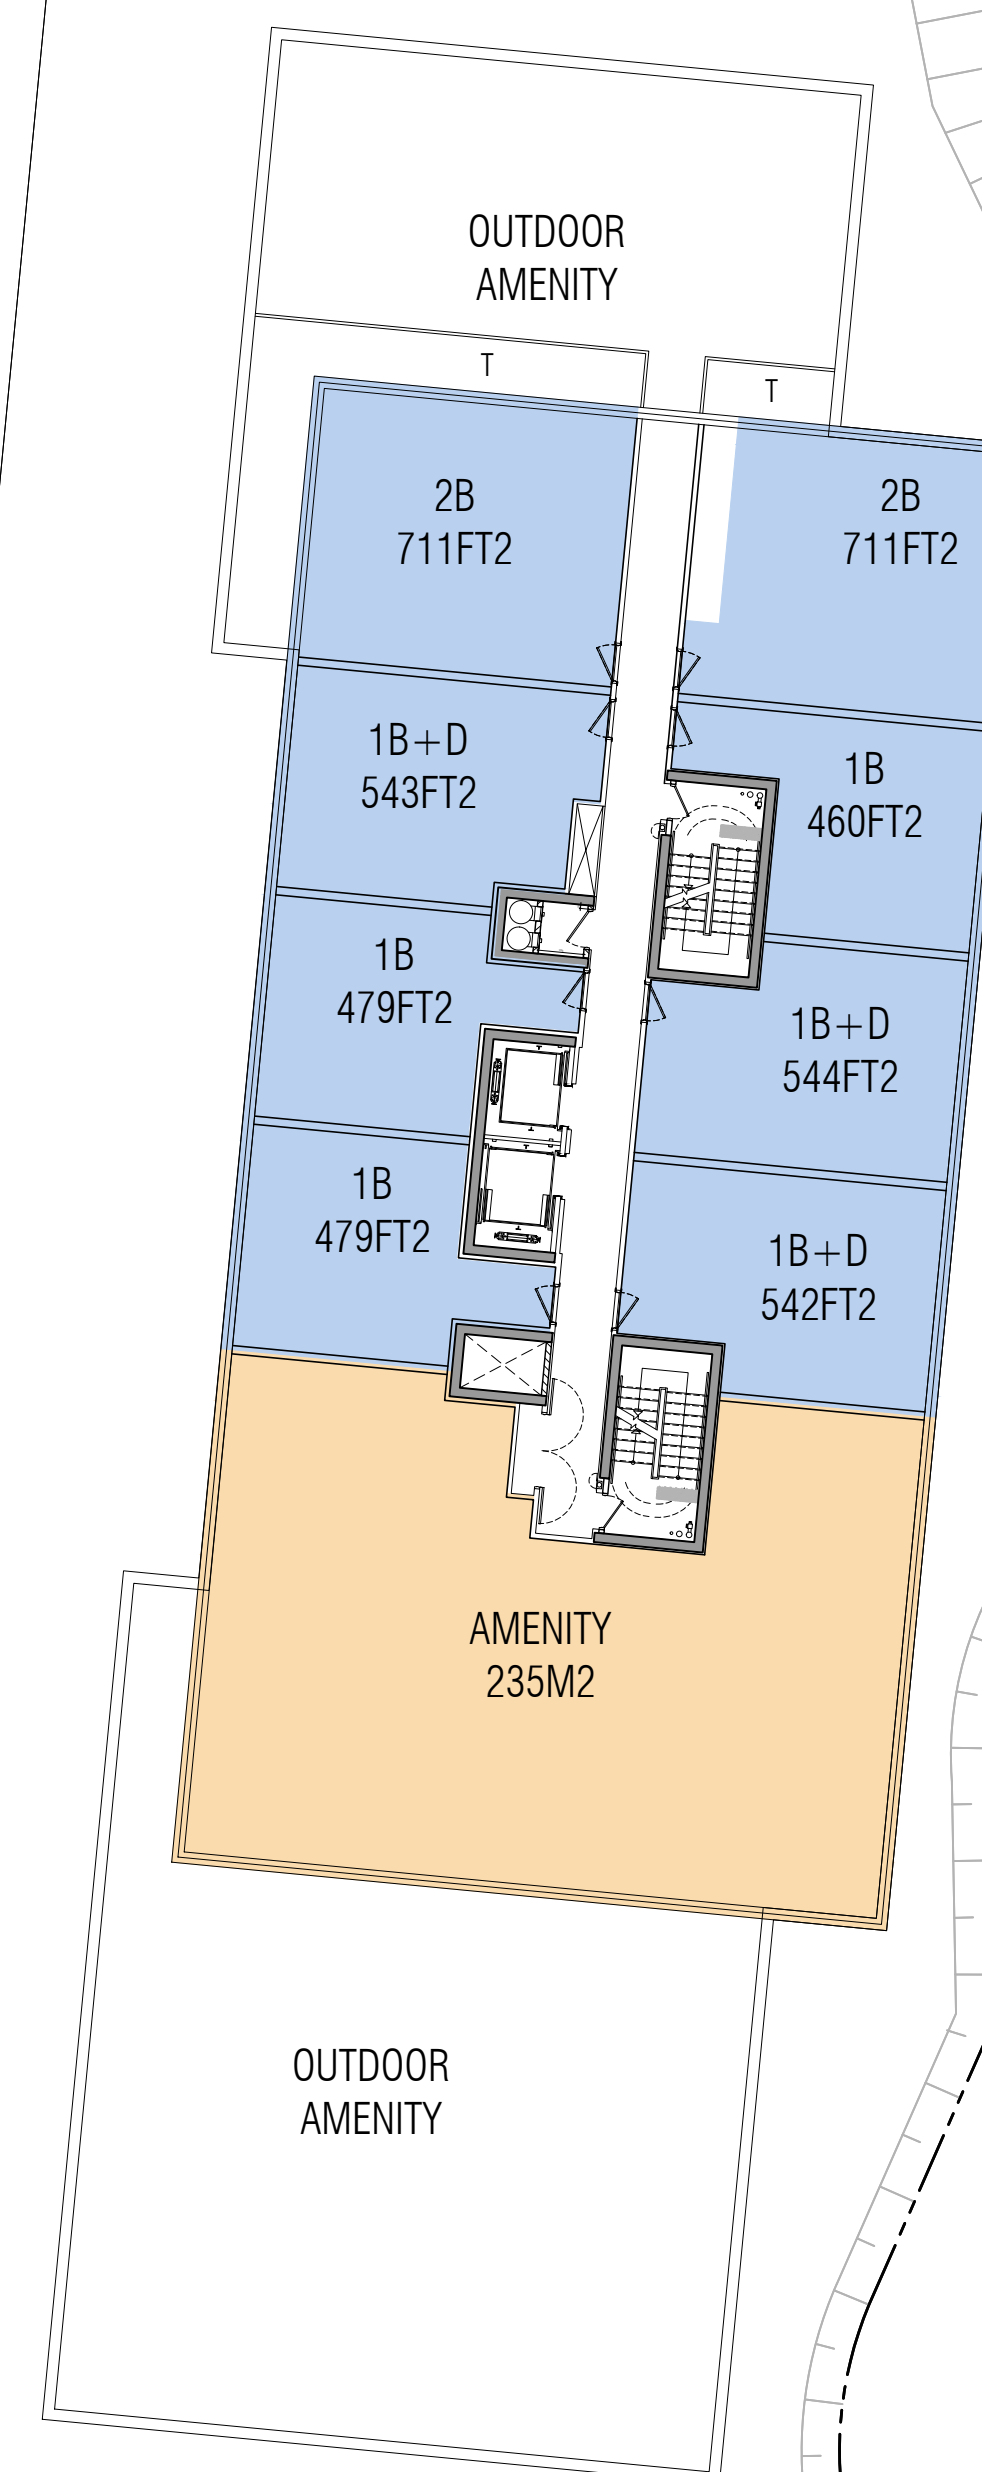 OUTDOOR
AMENITY
T
T
2B
711FT2
2B
711FT2
1B+D
543FT2
1B
460FT2
1B
479FT2
1B+D
544FT2
1B
479FT2
1B+D
542FT2
AMENITY
235M2
OUTDOOR
AMENITY